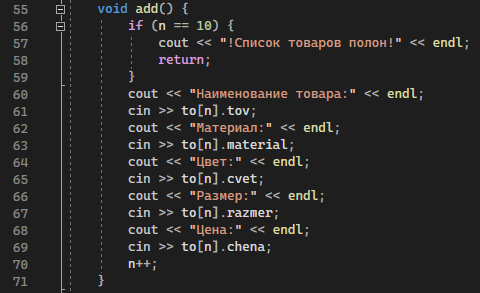 55 void add() {
56 if (n == 10) {
57 cout << "!Список товаров полон!" << endl;
58 return;
59 }
60 cout << "Наименование товара:" << endl;
61 cin >> to[n].tov;
62 cout << "Материал:" << endl;
63 cin >> to[n].material;
64 cout << "Цвет:" << endl;
65 cin >> to[n].cvet;
66 cout << "Размер:" << endl;
67 cin >> to[n].razmer;
68 cout << "Цена:" << endl;
69 cin >> to[n].chena;
70 n++;
71 }